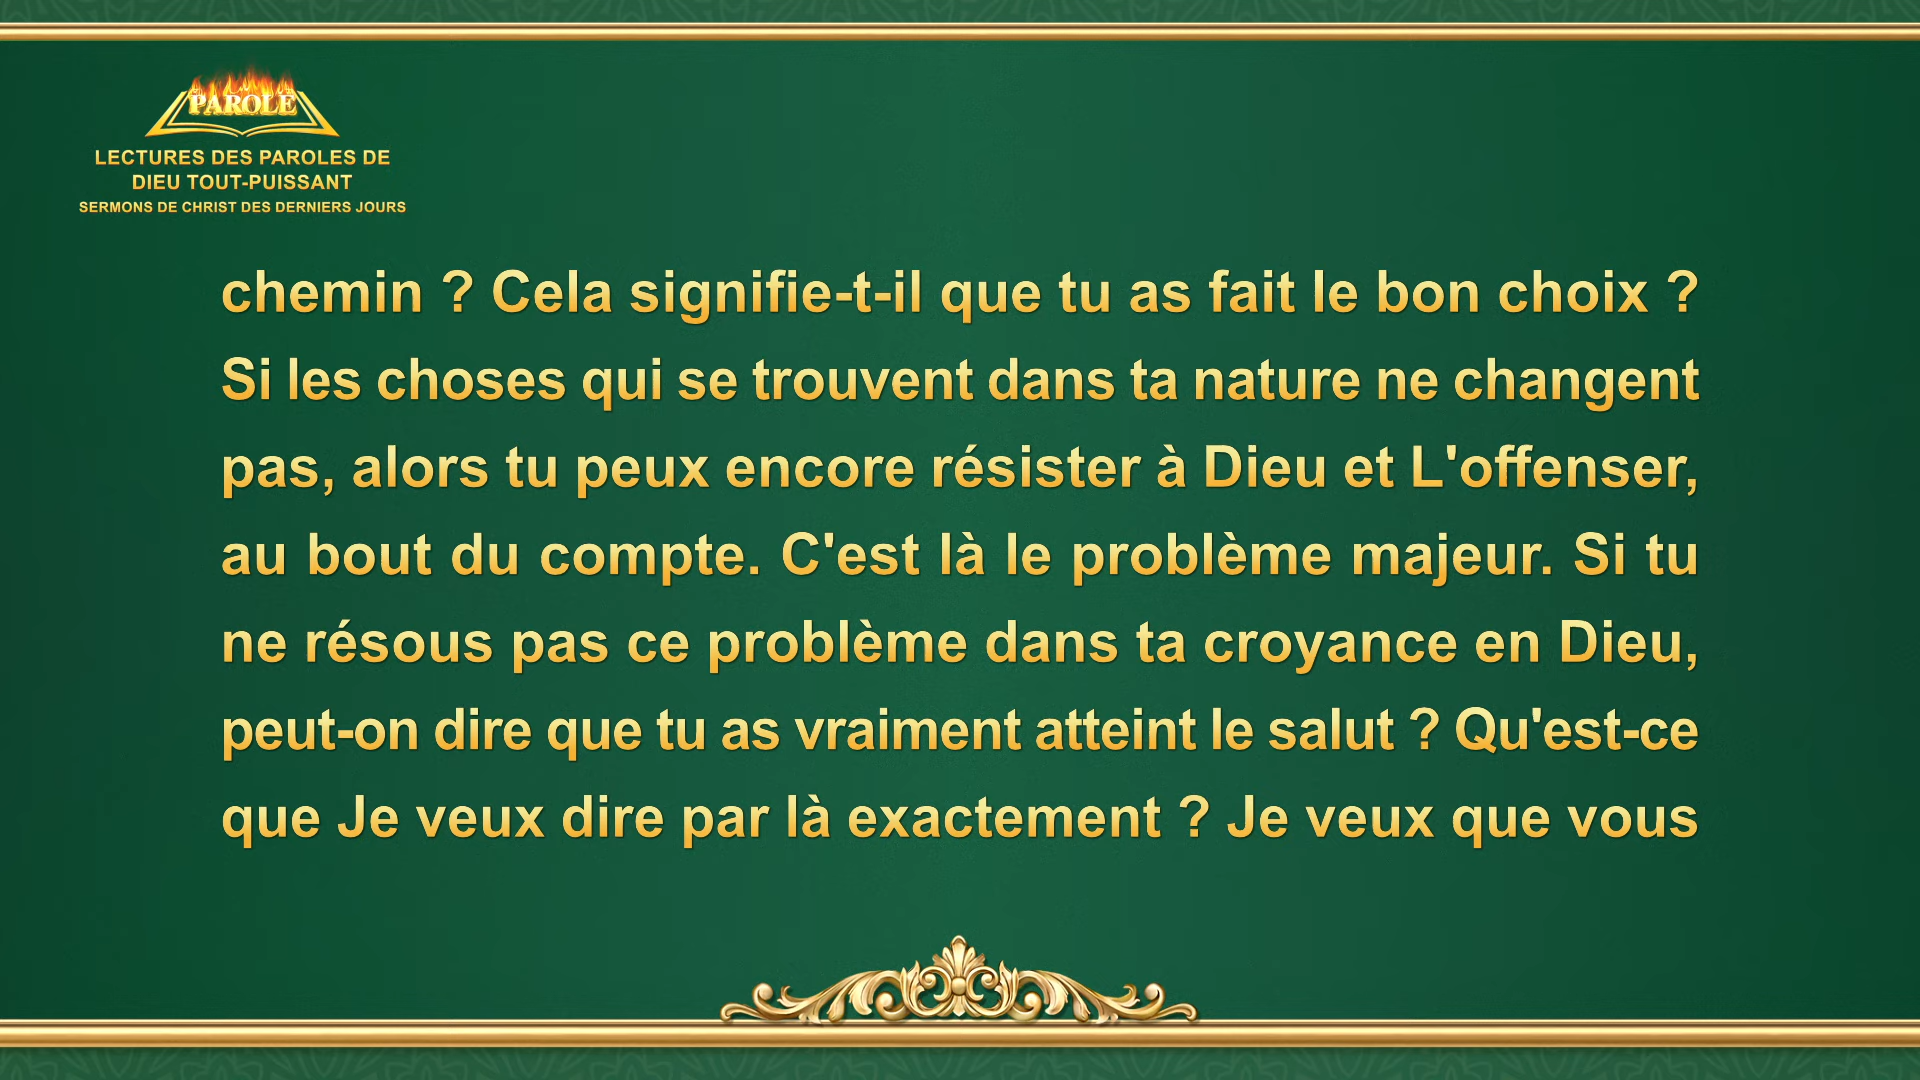 PAROLE
LECTURES DES PAROLES DE
DIEU TOUT-PUISSANT
SERMONS DE CHRIST DES DERNIERS JOURS
chemin ? Cela signifie-t-il que tu as fait le bon choix ?
Si les choses qui se trouvent dans ta nature ne changent
pas, alors tu peux encore résister à Dieu et L'offenser,
au bout du compte. C'est là le problème majeur. Si tu
ne résous pas ce problème dans ta croyance en Dieu,
peut-on dire que tu as vraiment atteint le salut ? Qu'est-ce
que Je veux dire par là exactement ? Je veux que vous